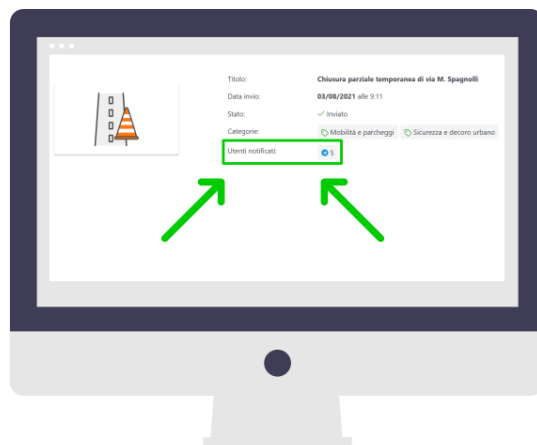 Titolo: Chiusura parziale temporanea di via M. Spagnolli
Data invio: 03/08/2021 alle 9:11
Stato: Inviato
Categorie: Mobilità e parcheggi Sicurezza e decoro urbano
Utenti notificati: 5